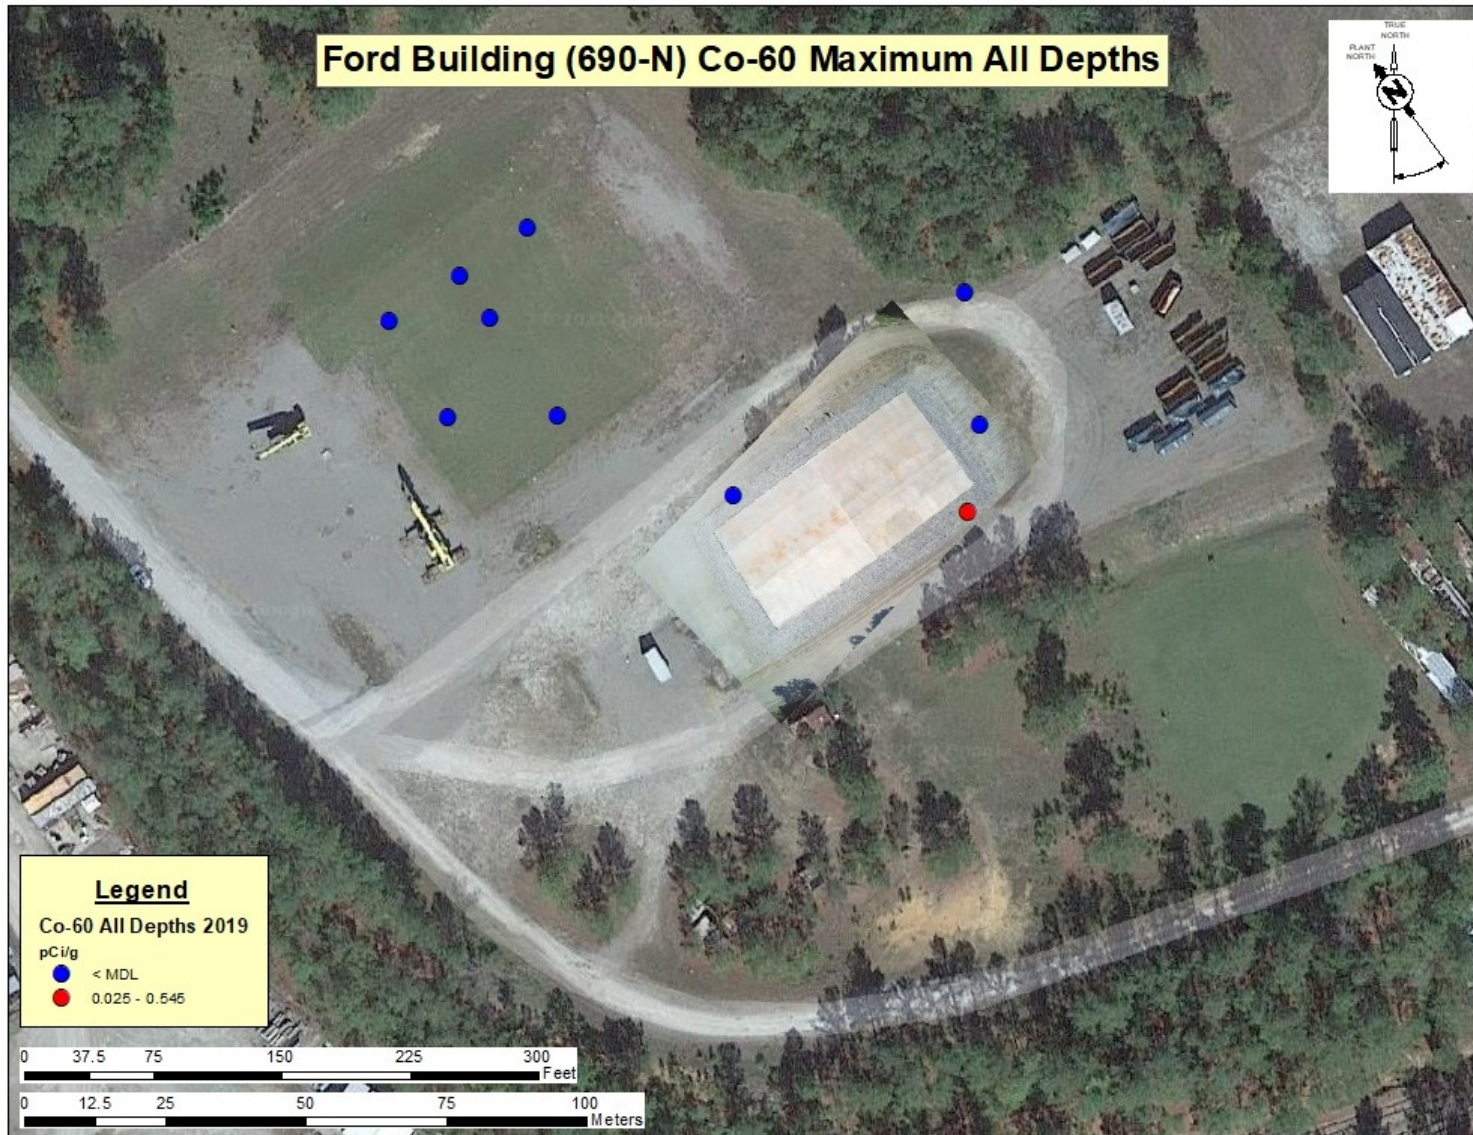 Ford Building (690-N) Co-60 Maximum All Depths
TRUE
NORTH
PLANT
NORTH
N
Legend
Co-60 All Depths 2019
pCi/g
< MDL
0.025 - 0.545
0 37.5 75 150 225 300
Feet
0 12.5 25 50 75 100
Meters